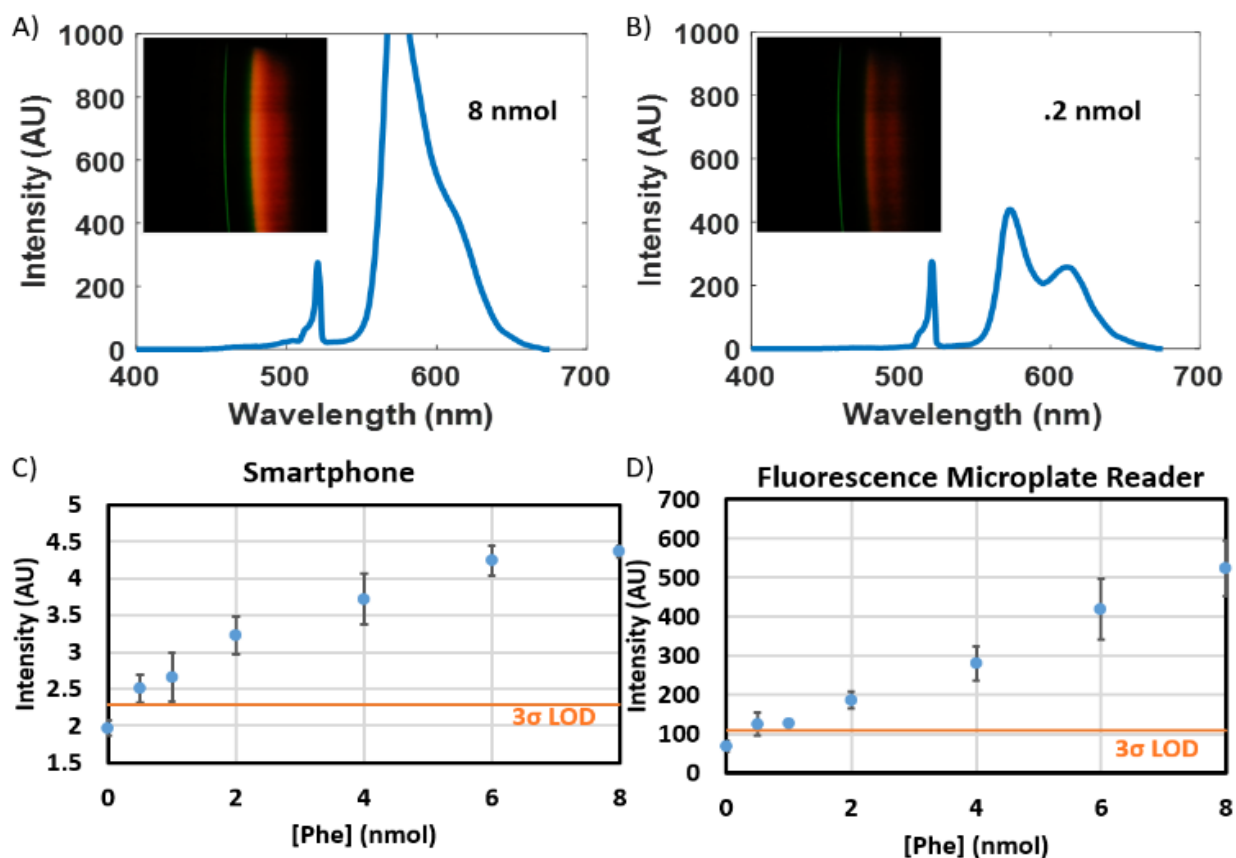 A)
1000
800
600
400
200
0
Intensity (AU)
8 nmol
400 500 600 700
Wavelength (nm)
B)
1000
800
600
400
200
0
Intensity (AU)
.2 nmol
400 500 600 700
Wavelength (nm)
C)
Smartphone
5
4.5
4
3.5
3
2.5
2
1.5
Intensity (AU)
3σ LOD
0 2 4 6 8
[Phe] (nmol)
D)
Fluorescence Microplate Reader
700
600
500
400
300
200
100
0
Intensity (AU)
3σ LOD
0 2 4 6 8
[Phe] (nmol)